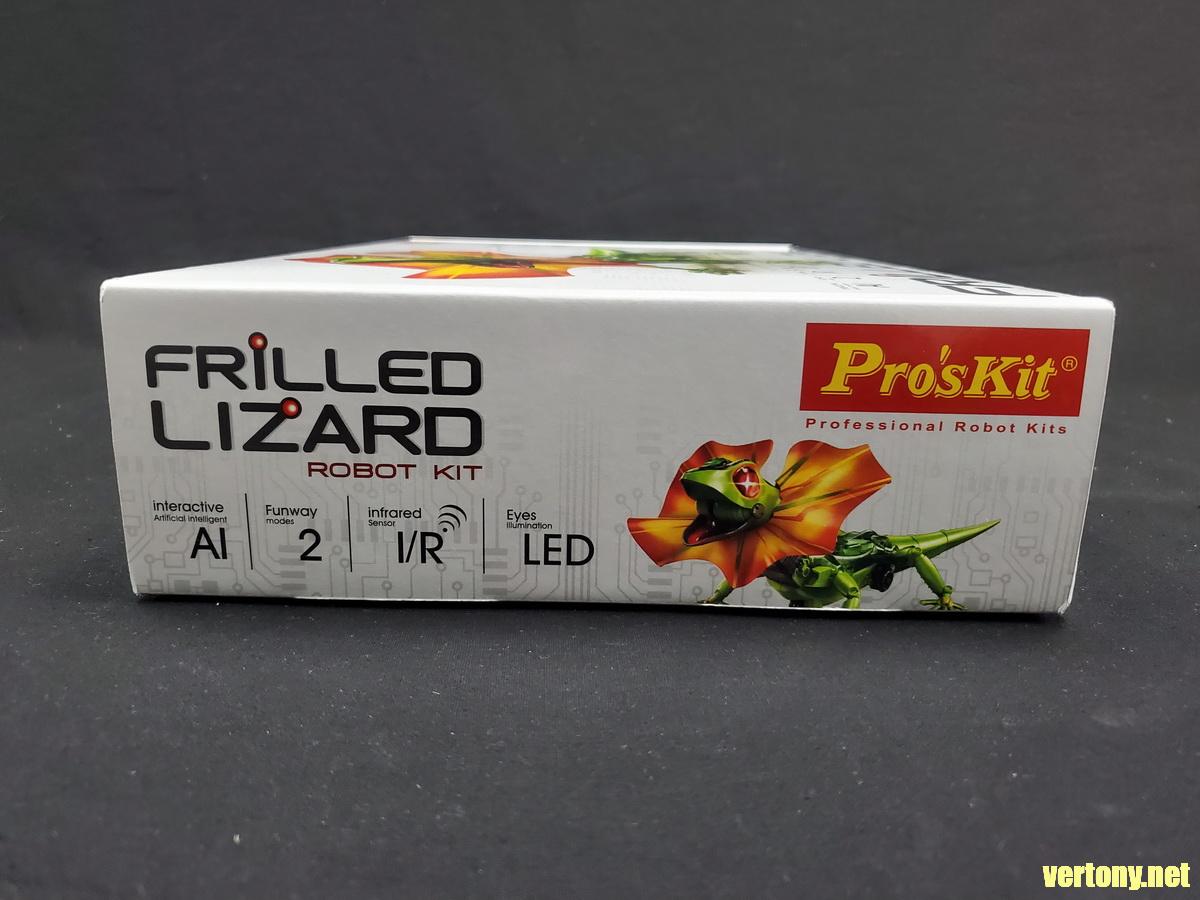 FRILLED
LIZARD
ROBOT KIT
interactive
Artificial intelligent
AI
Funway
modes
2
infrared
Sensor
I/R
Eyes
illumination
LED
Pro'sKit®
Professional Robot Kits
vertony.net